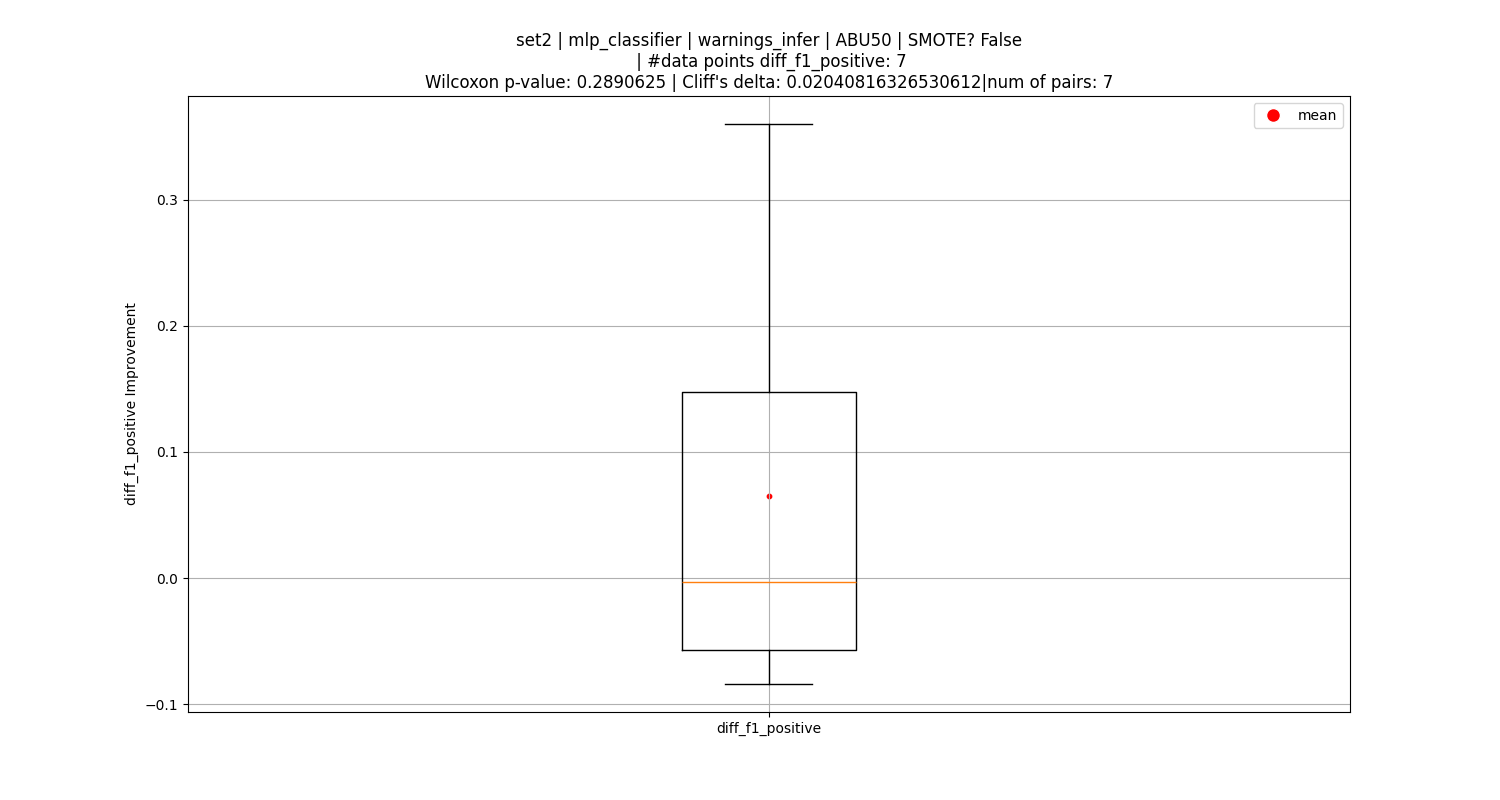 set2 | mlp_classifier | warnings_infer | ABU50 | SMOTE? False
| #data points diff_f1_positive: 7
Wilcoxon p-value: 0.2890625 | Cliff's delta: 0.02040816326530612|num of pairs: 7
mean
0.3
0.2
0.1
0.0
−0.1
diff_f1_positive Improvement
diff_f1_positive